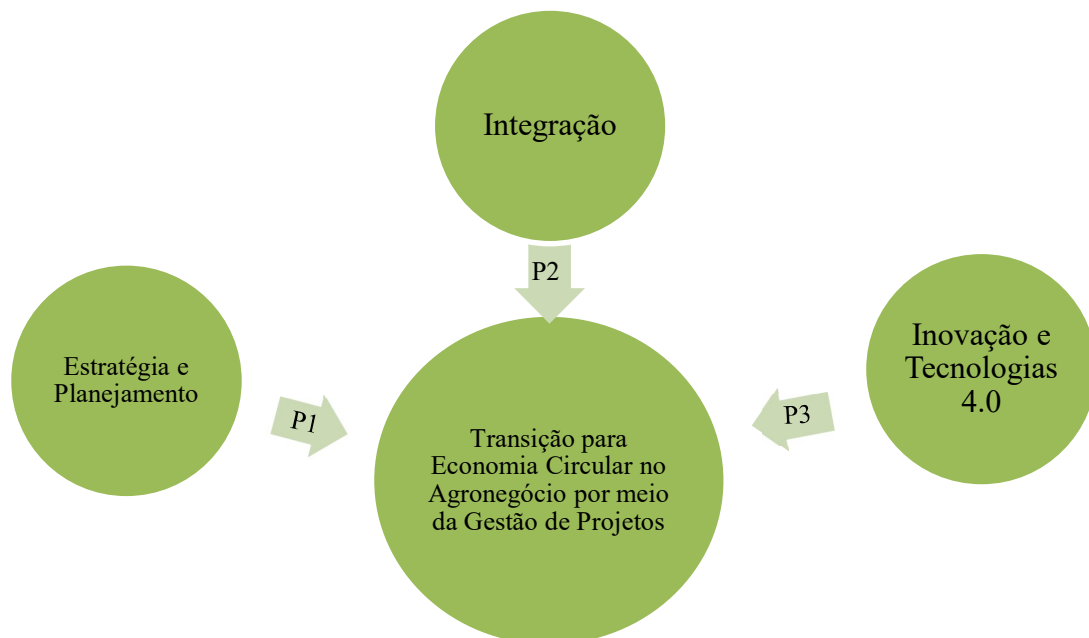 Integração
P2
Estratégia e
Planejamento
P1
Inovação e
Tecnologias
4.0
P3
Transição para
Economia Circular no
Agronegócio por meio
da Gestão de Projetos